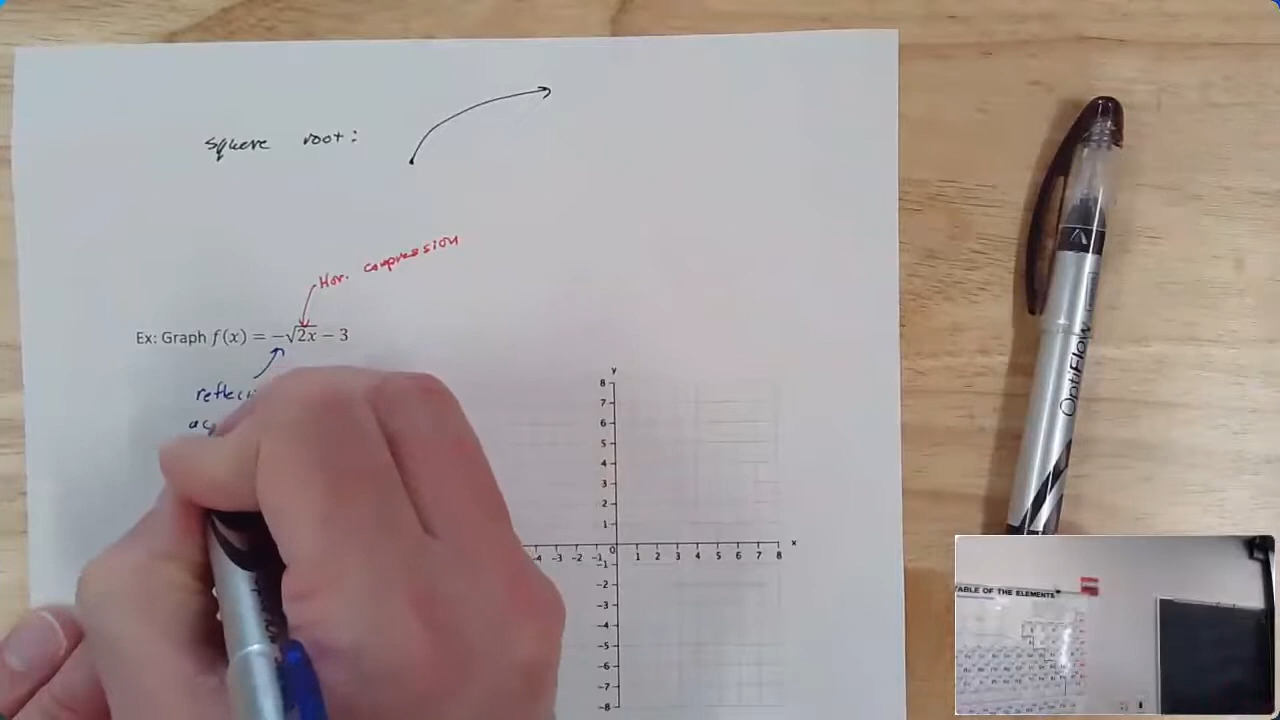 square root:
Hor. compression
Ex: Graph f(x) = −√2x − 3
y
8
7
6
5
4
3
2
1
0
-4 -3 -2 -1 1 2 3 4 5 6 7 8 x
-1
-2
-3
-4
-5
-6
-7
-8
OptiFlow
TABLE OF THE ELEMENTS